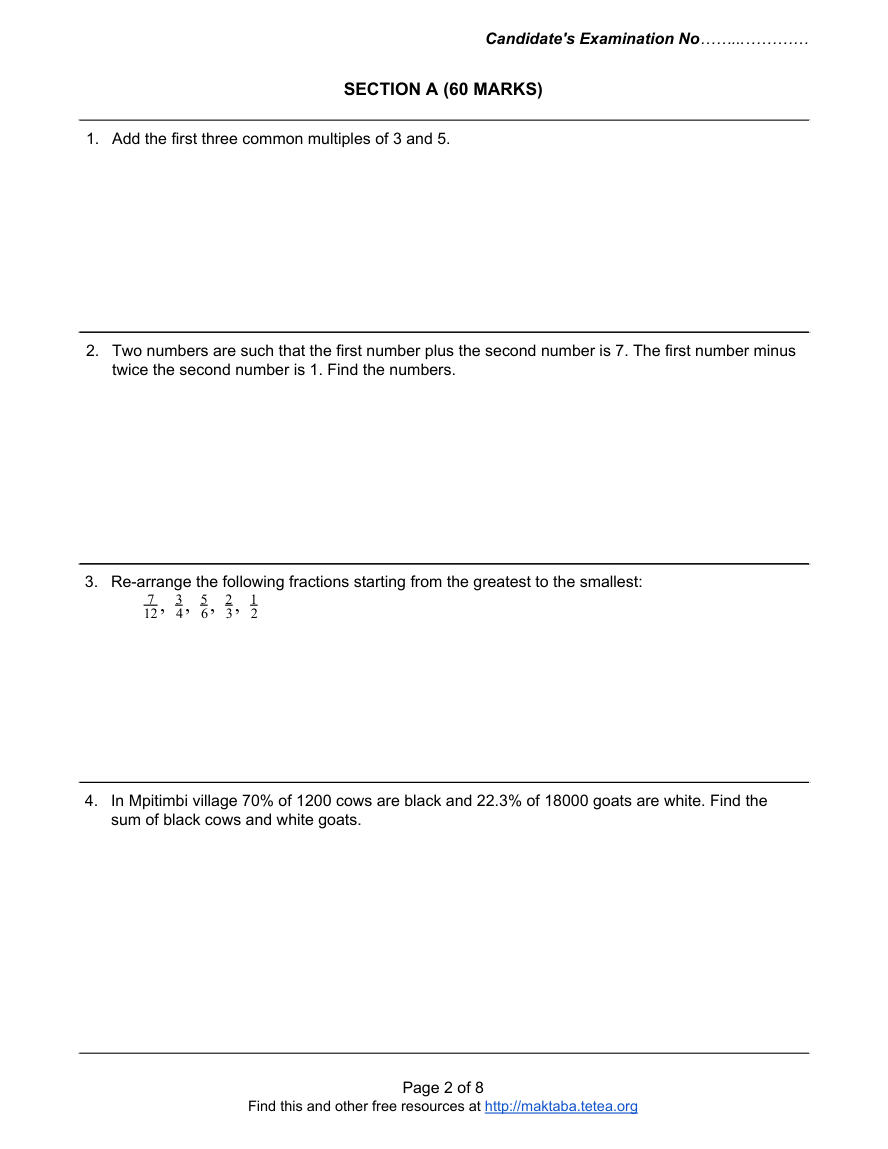 Candidate's Examination No……...…………
SECTION A (60 MARKS)
1. Add the first three common multiples of 3 and 5.
2. Two numbers are such that the first number plus the second number is 7. The first number minus
twice the second number is 1. Find the numbers.
3. Re-arrange the following fractions starting from the greatest to the smallest:
7/12, 3/4, 5/6, 2/3, 1/2
4. In Mpitimbi village 70% of 1200 cows are black and 22.3% of 18000 goats are white. Find the
sum of black cows and white goats.
Page 2 of 8
Find this and other free resources at http://maktaba.tetea.org